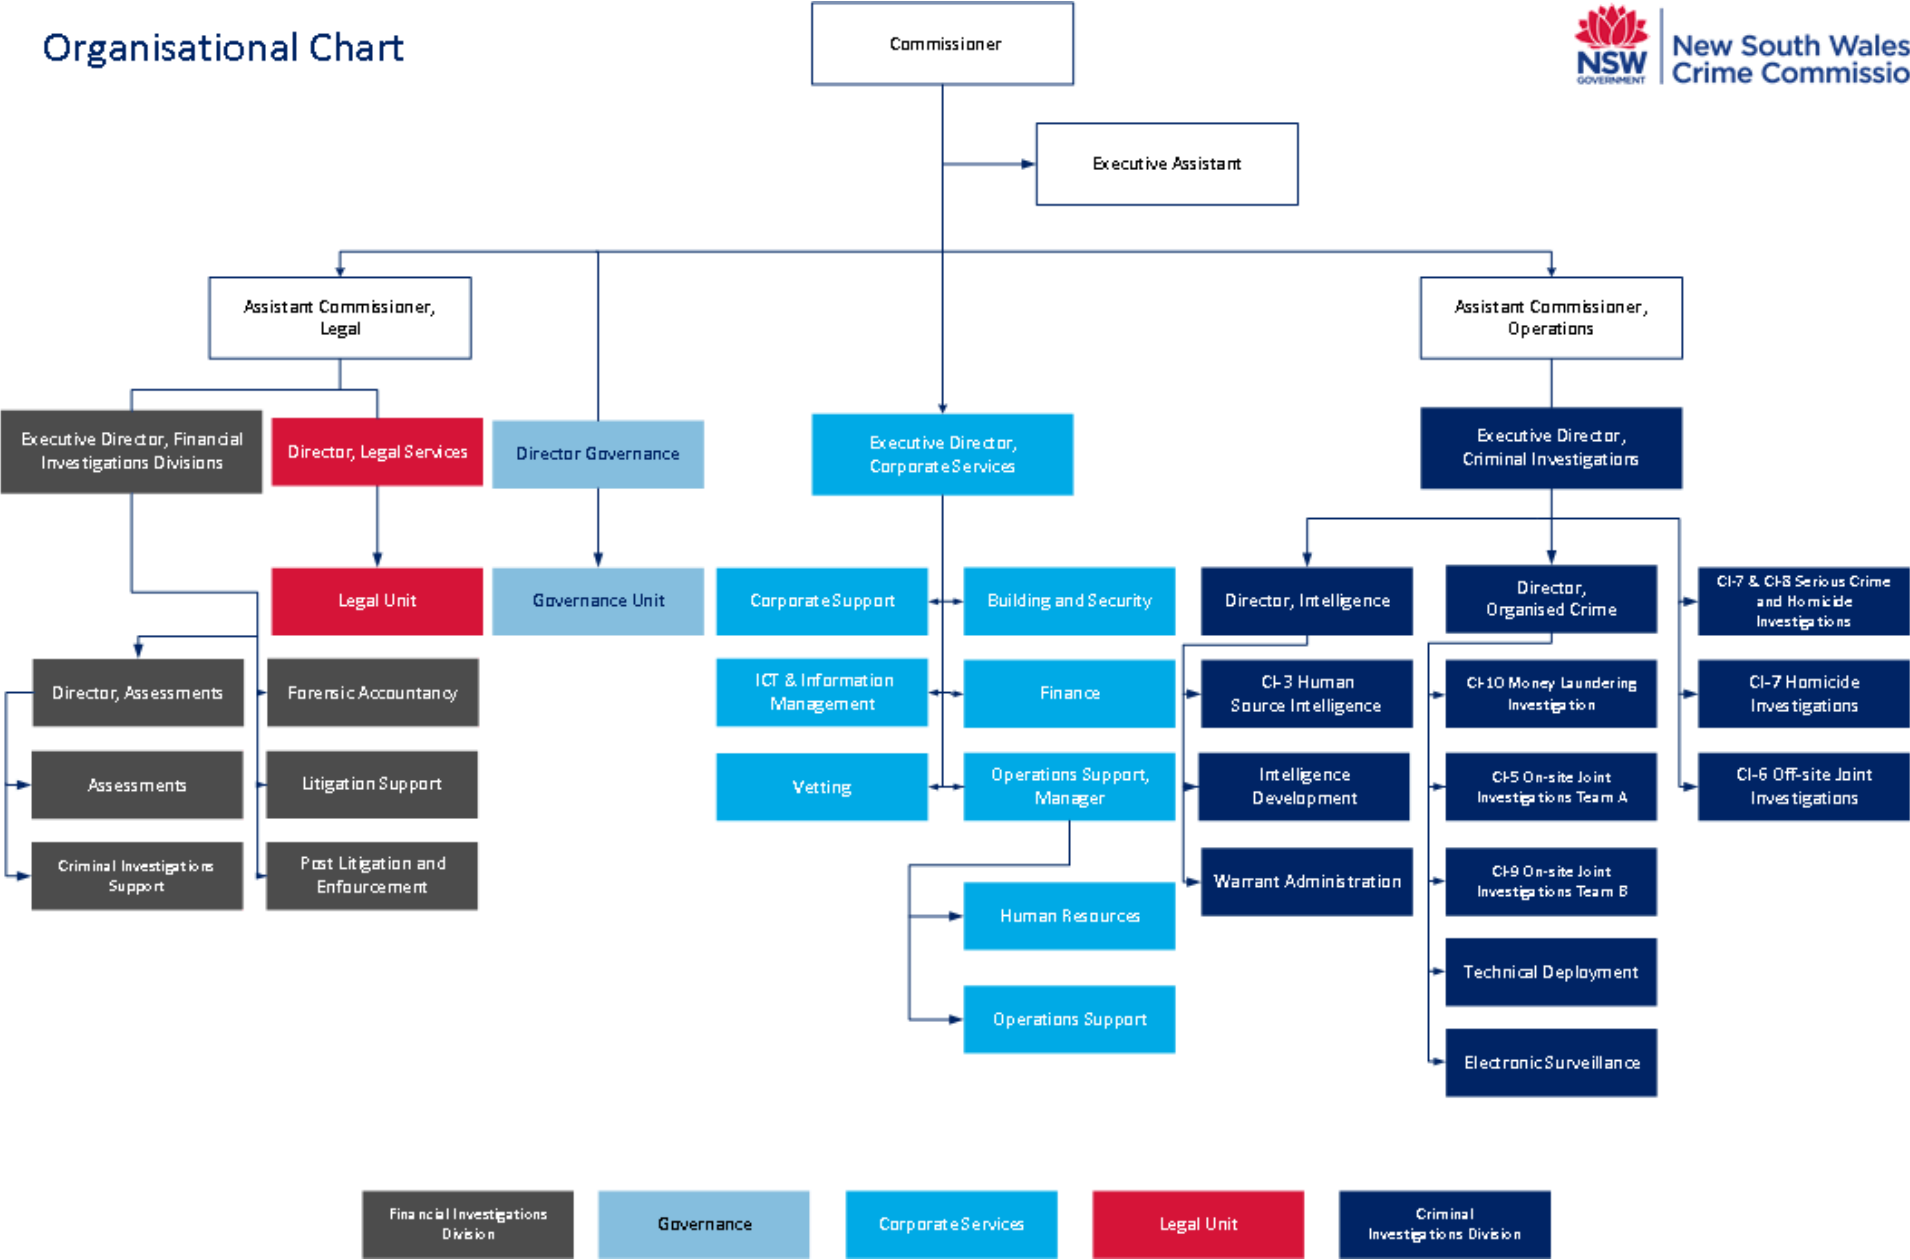 Organisational Chart
Commissioner
NSW
GOVERNMENT
New South Wales
Crime Commissio
Executive Assistant
Assistant Commissioner,
Legal
Assistant Commissioner,
Operations
Executive Director, Financial
Investigations Divisions
Director, Legal Services
Director Governance
Executive Director,
Corporate Services
Executive Director,
Criminal Investigations
Legal Unit
Governance Unit
Corporate Support
Building and Security
Director, Intelligence
Director,
Organised Crime
CI-7 & CI-8 Serious Crime
and Homicide
Investigations
Director, Assessments
Forensic Accountancy
ICT & Information
Management
Finance
CI-3 Human
Source Intelligence
CI-10 Money Laundering
Investigation
CI-7 Homicide
Investigations
Assessments
Litigation Support
Vetting
Operations Support,
Manager
Intelligence
Development
CI-5 On-site Joint
Investigations Team A
CI-6 Off-site Joint
Investigations
Criminal Investigations
Support
Post Litigation and
Enfourcement
Human Resources
Warrant Administration
CI-9 On-site Joint
Investigations Team B
Operations Support
Technical Deployment
Electronic Surveillance
Financial Investigations
Division
Governance
Corporate Services
Legal Unit
Criminal
Investigations Division